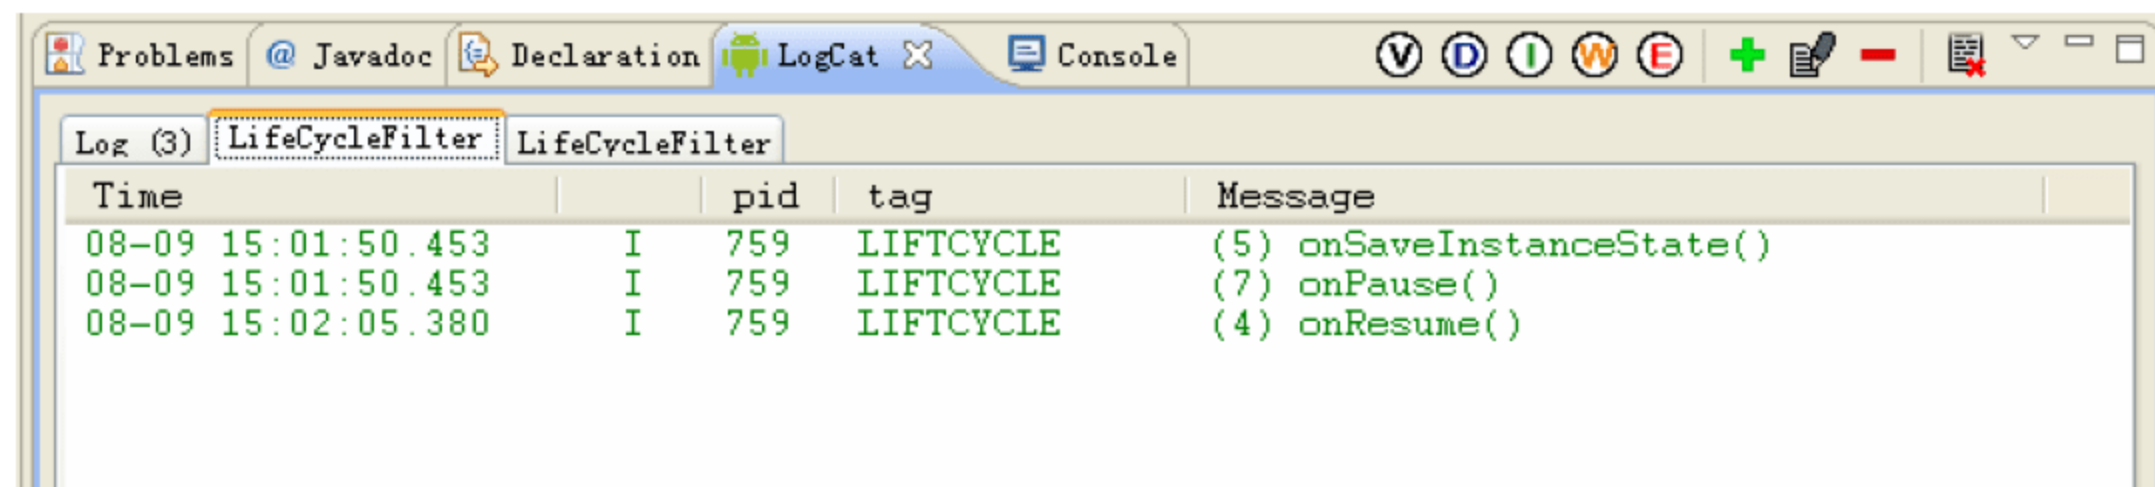 Problems @ Javadoc Declaration LogCat Console V D I W E
Log (3) LifeCycleFilter LifeCycleFilter
Time pid tag Message
08-09 15:01:50.453 I 759 LIFTCYCLE (5) onSaveInstanceState()
08-09 15:01:50.453 I 759 LIFTCYCLE (7) onPause()
08-09 15:02:05.380 I 759 LIFTCYCLE (4) onResume()